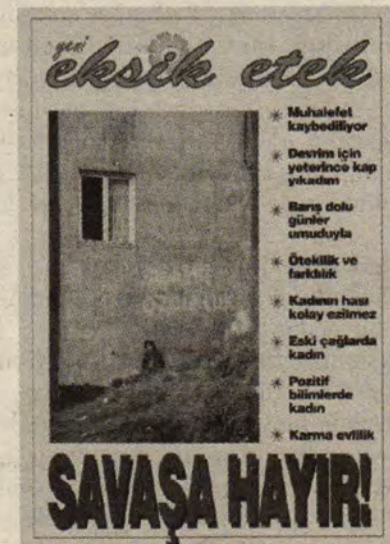 yeni
eksik etek
* Muhalefet
kaybediliyor
* Devrim için
yeterince kap
yıkadım
* Barış dolu
günler
umuduyla
* Ötekilik ve
farklılık
* Kadının hası
kolay ezilmez
* Eski çağlarda
kadın
* Pozitif
bilimlerde
kadın
* Karma evlilik
SAVAŞA HAYIR!